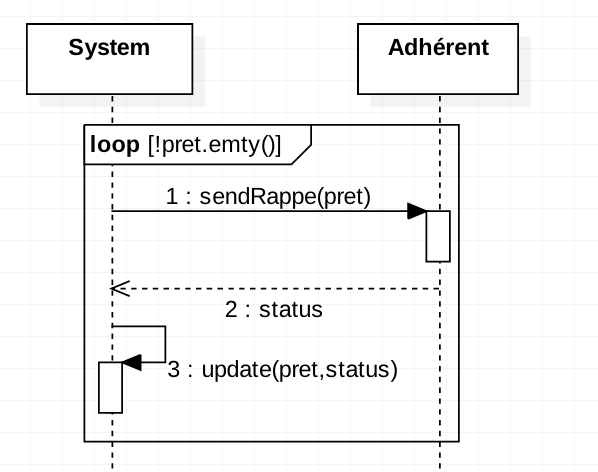 System
Adhérent
loop [!pret.emty()]
1 : sendRappe(pret)
2 : status
3 : update(pret,status)